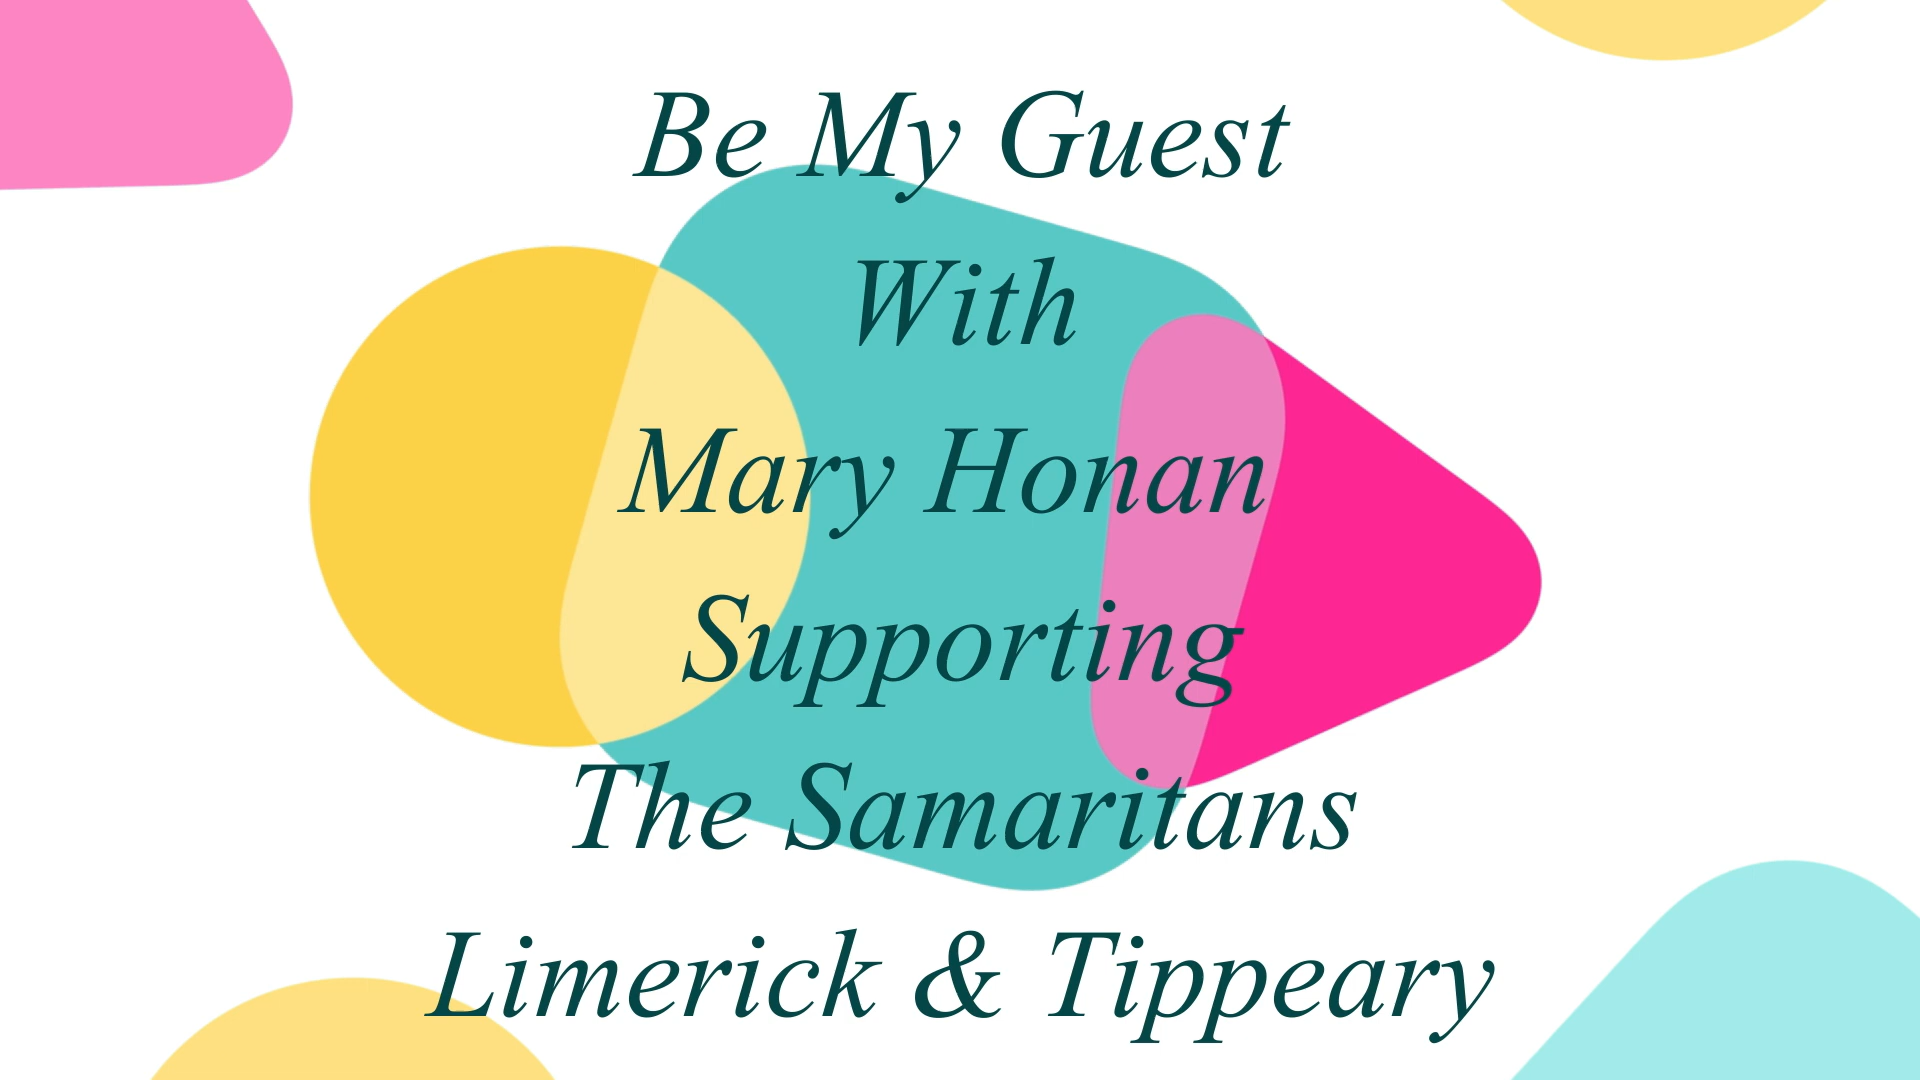 Be My Guest
With
Mary Honan
Supporting
The Samaritans
Limerick & Tippeary